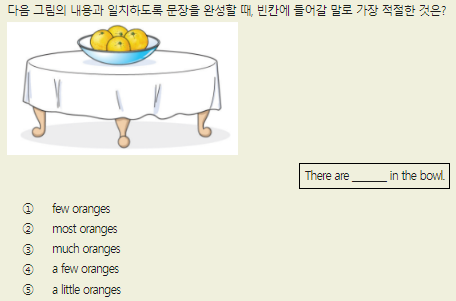 다음 그림의 내용과 일치하도록 문장을 완성할 때, 빈칸에 들어갈 말로 가장 적절한 것은?
There are ______ in the bowl.
① few oranges
② most oranges
③ much oranges
④ a few oranges
⑤ a little oranges